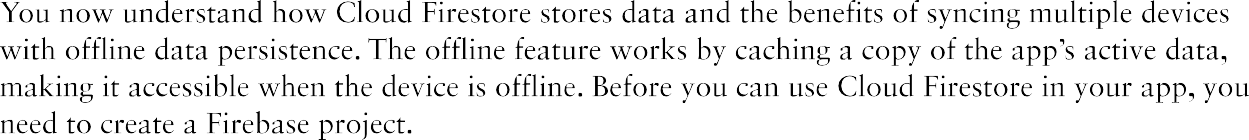 You now understand how Cloud Firestore stores data and the benefits of syncing multiple devices
with offline data persistence. The offline feature works by caching a copy of the app’s active data,
making it accessible when the device is offline. Before you can use Cloud Firestore in your app, you
need to create a Firebase project.